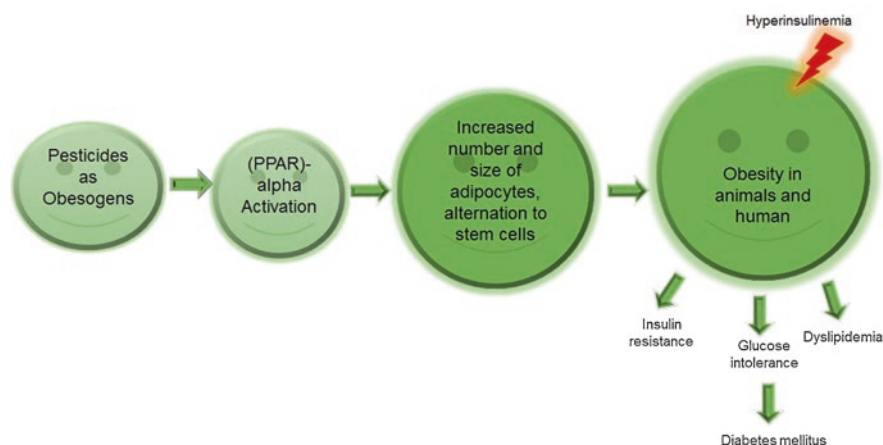 Hyperinsulinemia
Pesticides
as
Obesogens
(PPAR)-
alpha
Activation
Increased
number and
size of
adipocytes,
alternation to
stem cells
Obesity in
animals and
human
Insulin
resistance
Glucose
intolerance
Dyslipidemia
Diabetes mellitus